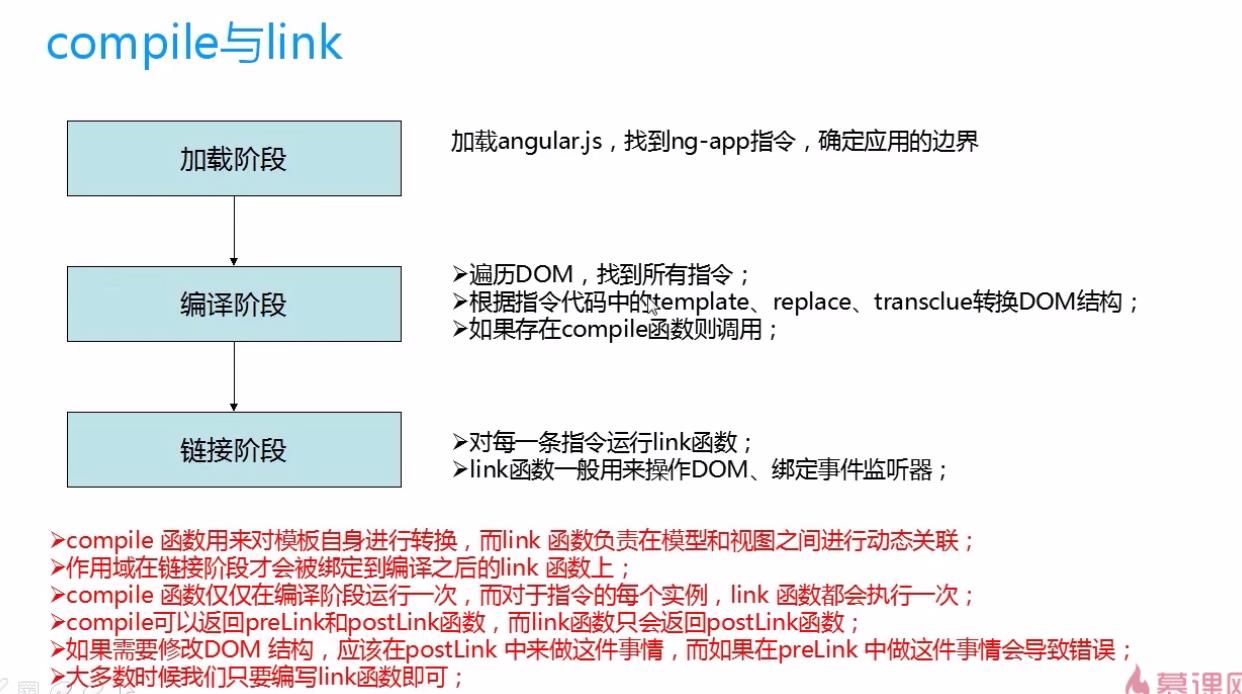 compile与link
加载阶段
加载angular.js，找到ng-app指令，确定应用的边界
编译阶段
➢遍历DOM，找到所有指令；
➢根据指令代码中的template、replace、transclue转换DOM结构；
➢如果存在compile函数则调用；
链接阶段
➢对每一条指令运行link函数；
➢link函数一般用来操作DOM、绑定事件监听器；
➢compile 函数用来对模板自身进行转换，而link 函数负责在模型和视图之间进行动态关联；
➢作用域在链接阶段才会被绑定到编译之后的link 函数上；
➢compile 函数仅仅在编译阶段运行一次，而对于指令的每个实例，link 函数都会执行一次；
➢compile可以返回preLink和postLink函数，而link函数只会返回postLink函数；
➢如果需要修改DOM 结构，应该在postLink 中来做这件事情，而如果在preLink 中做这件事情会导致错误；
➢大多数时候我们只要编写link函数即可；
慕课网